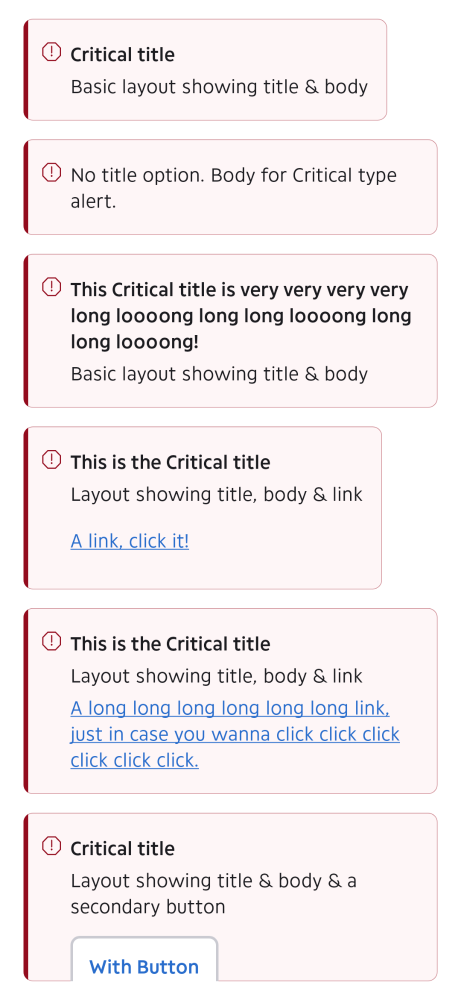 Critical title
Basic layout showing title & body
No title option. Body for Critical type
alert.
This Critical title is very very very very
long loooong long long loooong long
long loooong!
Basic layout showing title & body
This is the Critical title
Layout showing title, body & link
A link, click it!
This is the Critical title
Layout showing title, body & link
A long long long long long long link,
just in case you wanna click click click
click click click.
Critical title
Layout showing title & body & a
secondary button
With Button